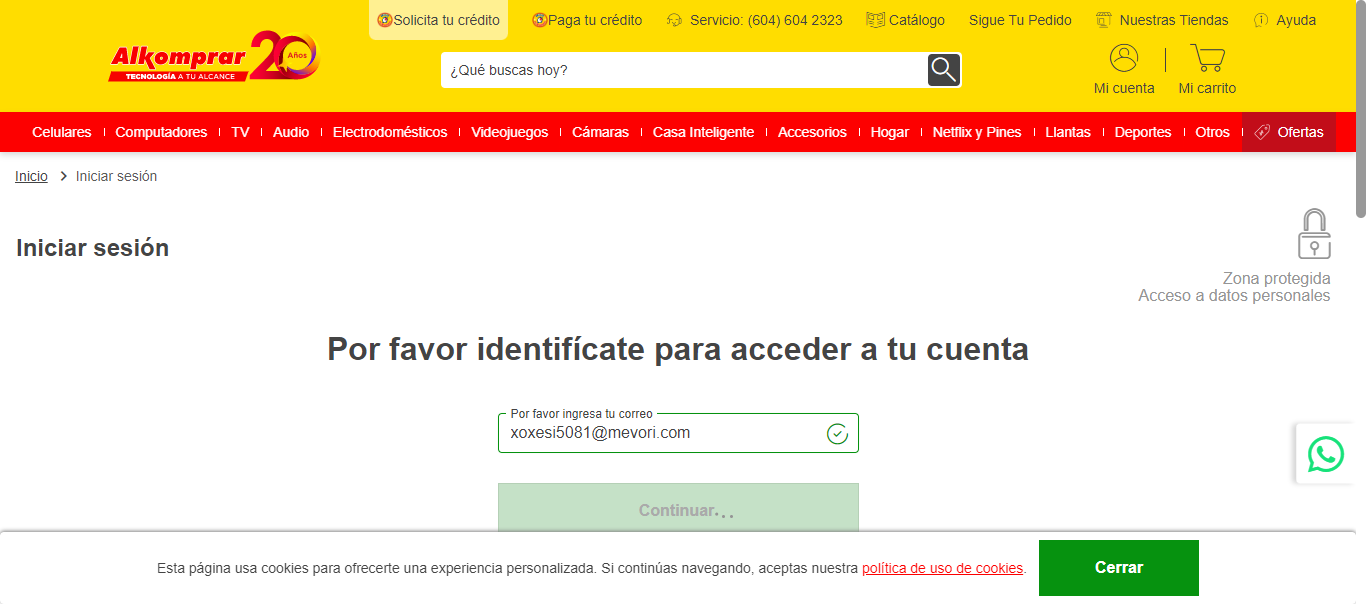 Solicita tu crédito Paga tu crédito Servicio: (604) 604 2323 Catálogo Sigue Tu Pedido Nuestras Tiendas Ayuda
Alkomprar 20 Años
TECNOLOGÍA A TU ALCANCE
¿Qué buscas hoy?
Mi cuenta Mi carrito
Celulares Computadores TV Audio Electrodomésticos Videojuegos Cámaras Casa Inteligente Accesorios Hogar Netflix y Pines Llantas Deportes Otros Ofertas
Inicio Iniciar sesión
Iniciar sesión
Zona protegida
Acceso a datos personales
Por favor identifícate para acceder a tu cuenta
Por favor ingresa tu correo
xoxesi5081@mevori.com
Continuar...
Esta página usa cookies para ofrecerte una experiencia personalizada. Si continúas navegando, aceptas nuestra política de uso de cookies. Cerrar